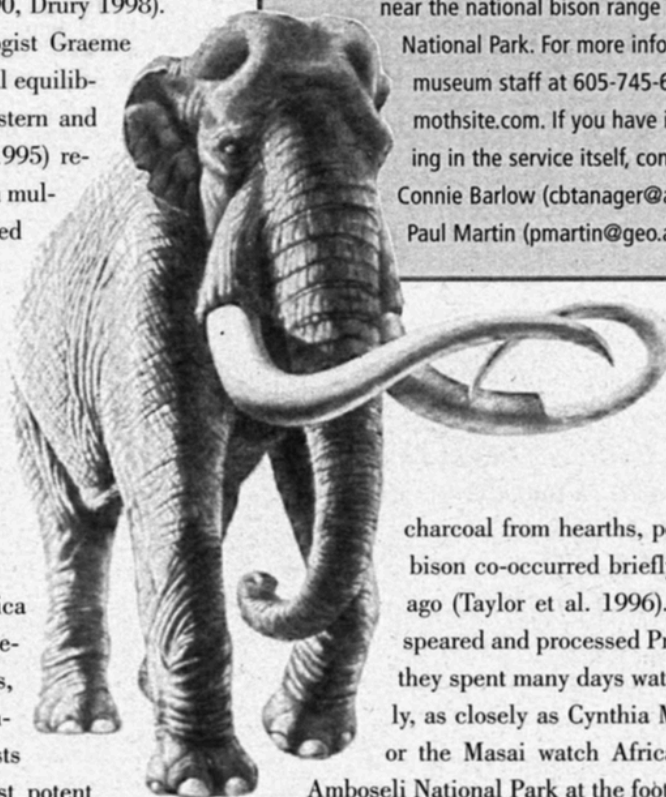 0, Drury 1998).
gist Graeme
l equilib-
stern and
1995) re-
mul-
ed
ica
e-
s,
sts
st potent
near the national bison range
National Park. For more info
museum staff at 605-745-6
mothsite.com. If you have i
ing in the service itself, con
Connie Barlow (cbtanager@a
Paul Martin (pmartin@geo.a
charcoal from hearths, p
bison co-occurred briefl
ago (Taylor et al. 1996).
speared and processed Pr
they spent many days wat
ly, as closely as Cynthia M
or the Masai watch Africa
Amboseli National Park at the foo